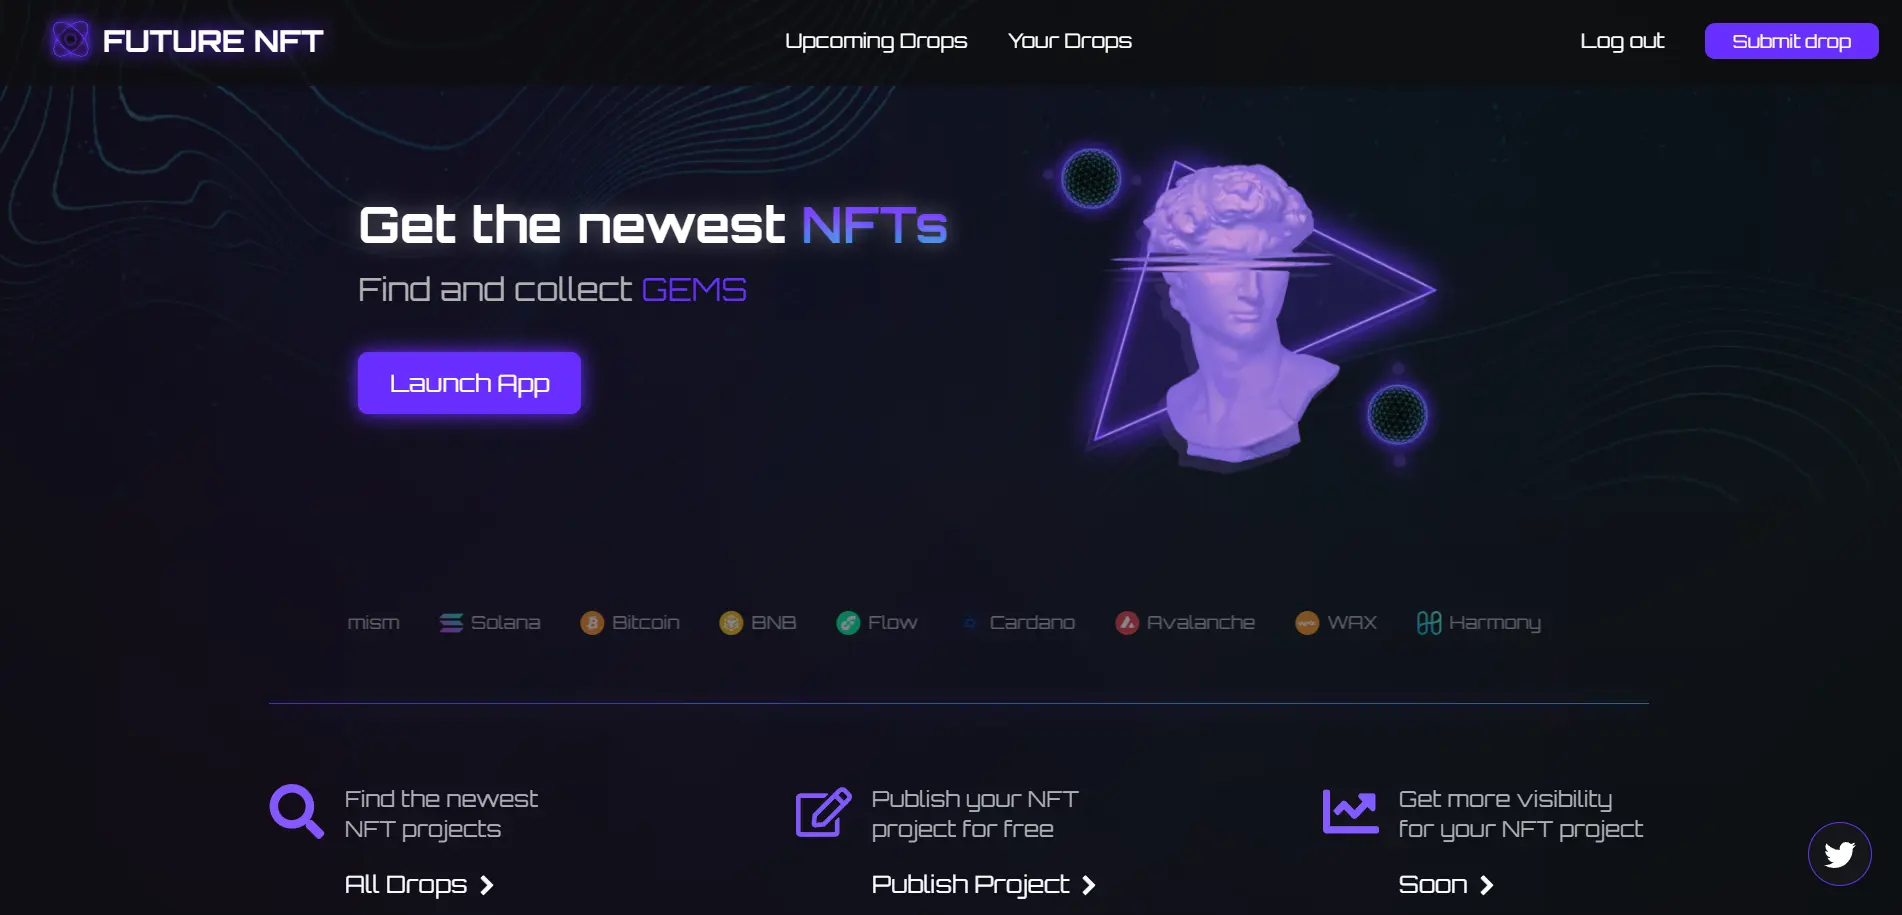 FUTURE NFT
Upcoming Drops
Your Drops
Log out
Submit drop
Get the newest NFTs
Find and collect GEMS
Launch App
mism
Solana
Bitcoin
BNB
Flow
Cardano
Avalanche
WAX
Harmony
Find the newest
NFT projects
All Drops
Publish your NFT
project for free
Publish Project
Get more visibility
for your NFT project
Soon